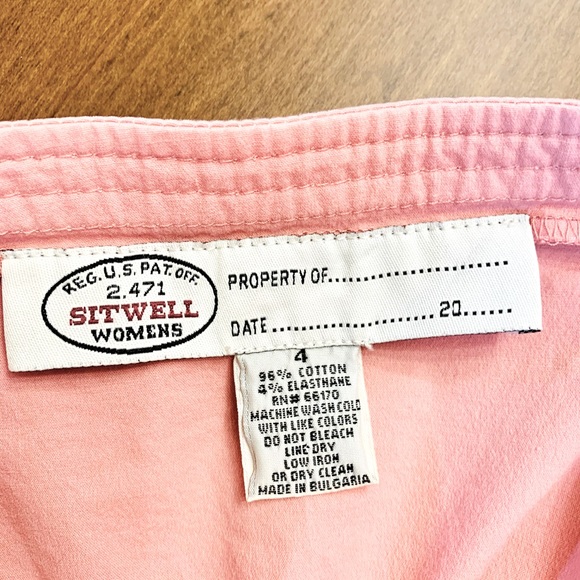 REG. U.S. PAT. OFF.
2.471
SITWELL
WOMENS
PROPERTY OF..............................
DATE ........................... 20......
4
96% COTTON
4% ELASTHANE
RN# 66170
MACHINE WASH COLD
WITH LIKE COLORS
DO NOT BLEACH
LINE DRY
LOW IRON
OR DRY CLEAN
MADE IN BULGARIA